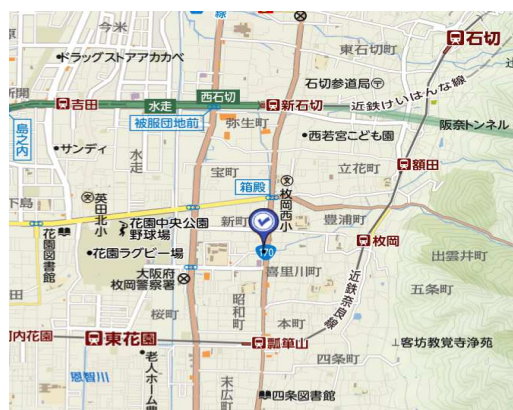 今米
線
石切
ドラッグストアアカカベ
東石切町
石切参道局
新開
西石切
吉田
水走
新石切
近鉄けいはんな線
被服団地前
弥生町
阪奈トンネル
島之内
サンディ
水走
西若宮こども園
宝町
立花町
額田
箱殿
下島
英田北小
枚岡西小
花園中央公園
野球場
新町
豊浦町
枚岡
花園図書館
花園ラグビー場
170
出雲井町
大阪府
枚岡警察署
喜里川町
五条町
近鉄奈良線
桜町
昭和町
本町
内花園
東花園
瓢箪山
客坊教覚寺浄苑
四条町
恩智川
老人ホーム
末広町
四条図書館